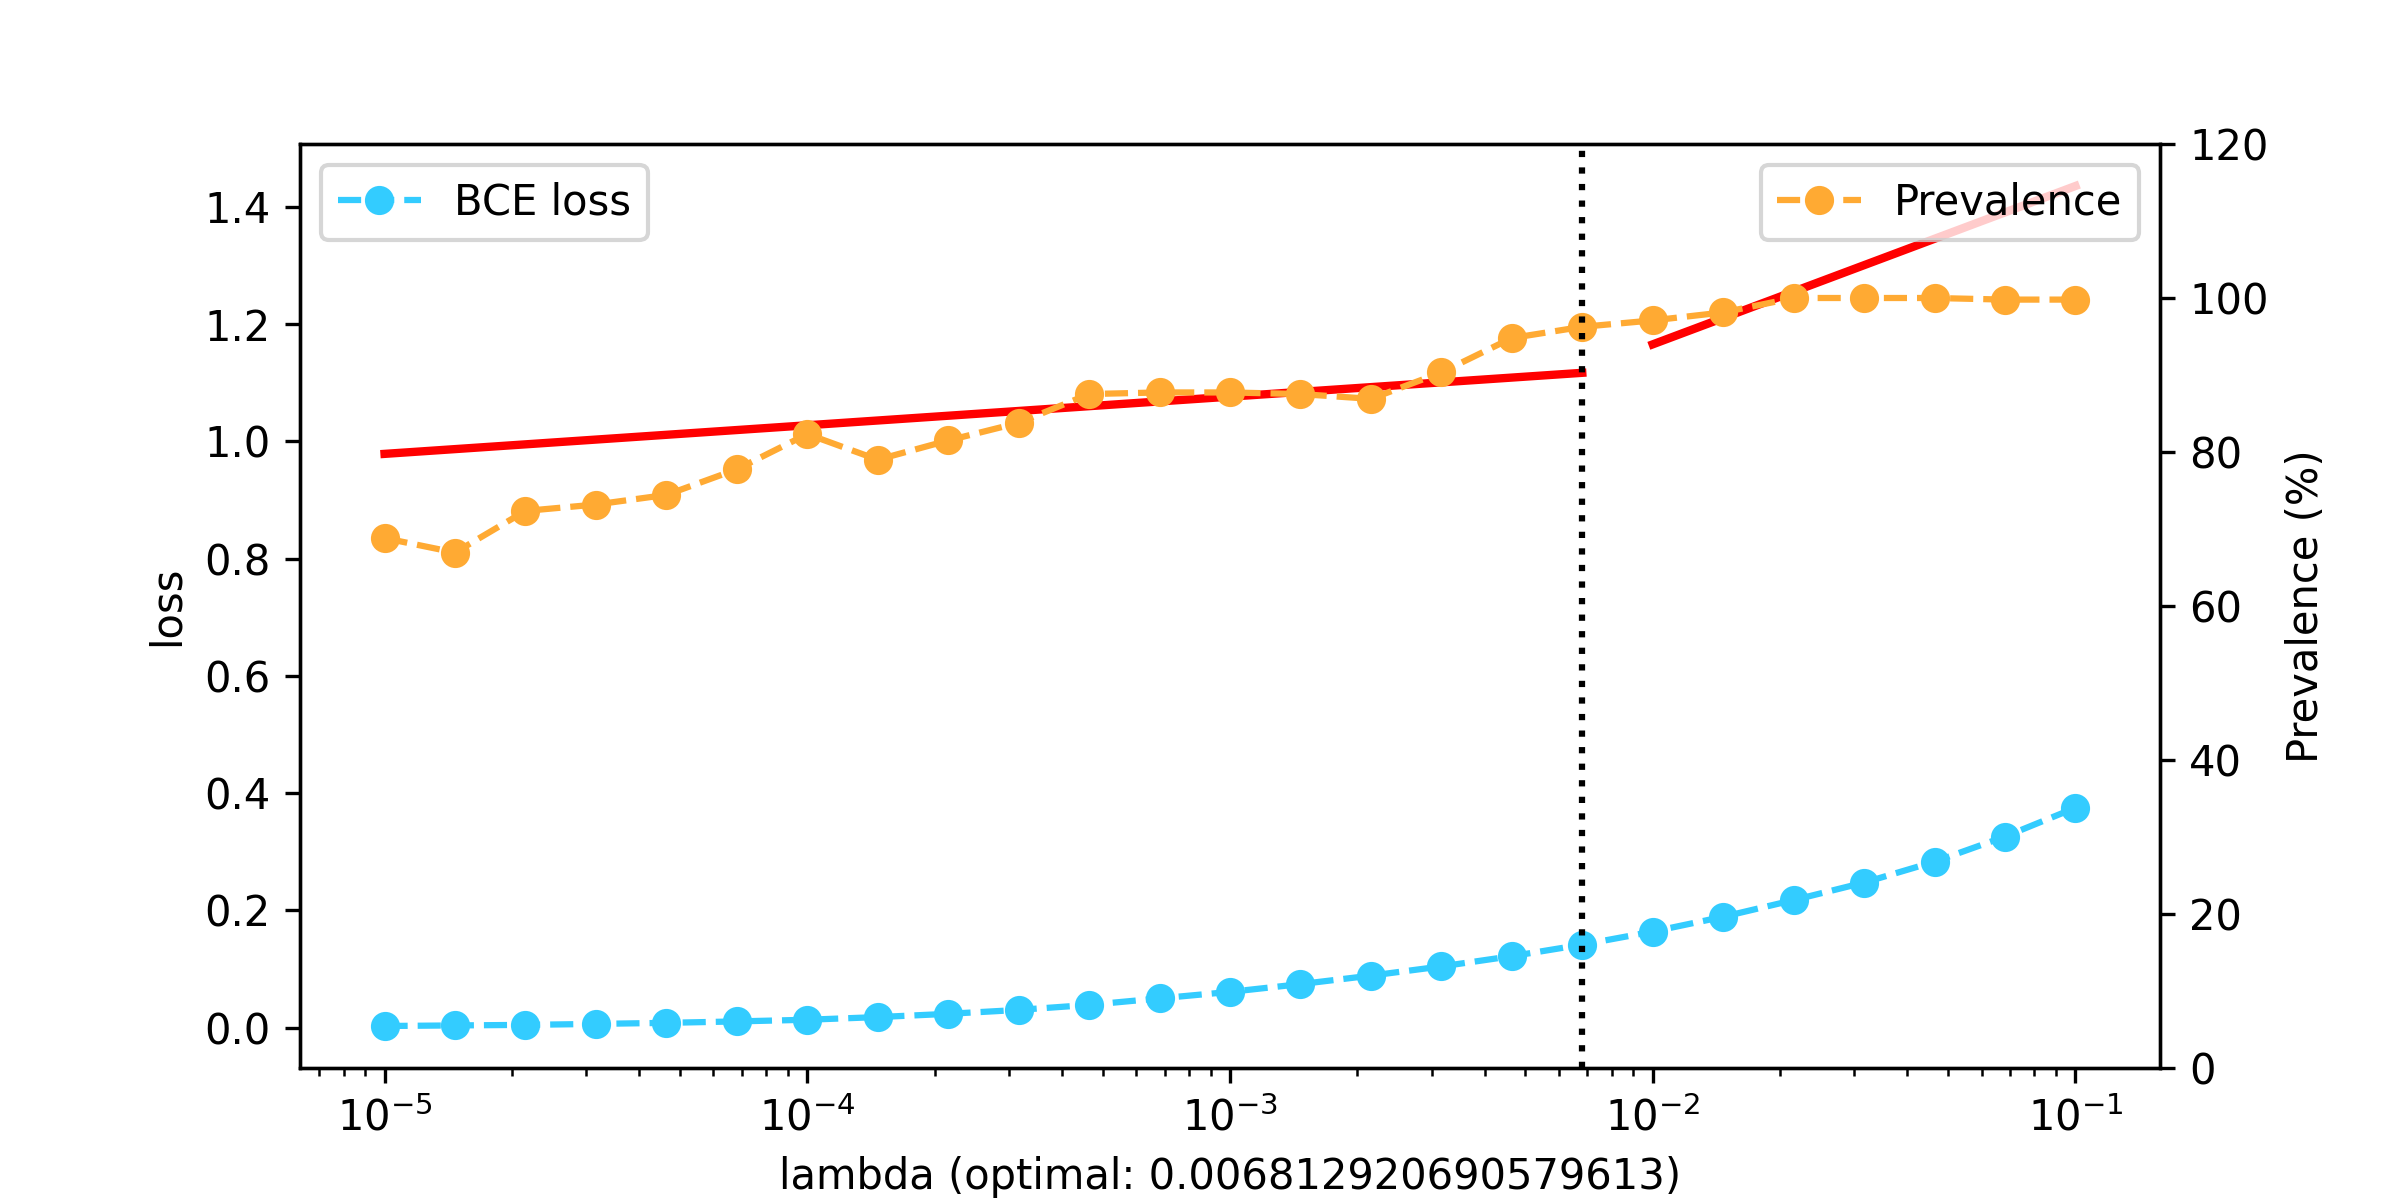 BCE loss
Prevalence
1.4
1.2
1.0
0.8
0.6
0.4
0.2
0.0
loss
120
100
80
60
40
20
0
Prevalence (%)
10⁻⁵ 10⁻⁴ 10⁻³ 10⁻² 10⁻¹
lambda (optimal: 0.006812920690579613)